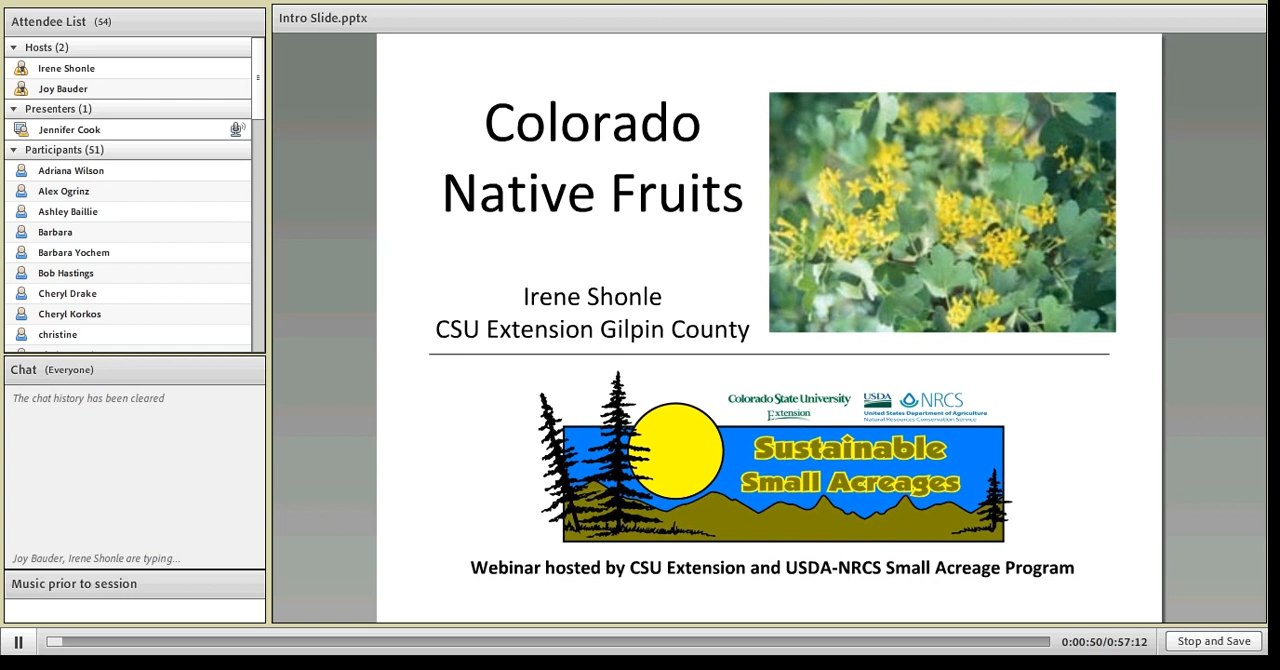 Attendee List (54)
Hosts (2)
Irene Shonle
Joy Bauder
Presenters (1)
Jennifer Cook
Participants (51)
Adriana Wilson
Alex Ogrinz
Ashley Baillie
Barbara
Barbara Yochem
Bob Hastings
Cheryl Drake
Cheryl Korkos
christine
Chat (Everyone)
The chat history has been cleared
Joy Bauder, Irene Shonle are typing...
Music prior to session
Intro Slide.pptx
Colorado
Native Fruits
Irene Shonle
CSU Extension Gilpin County
Colorado State University
Extension
USDA NRCS
United States Department of Agriculture
Natural Resources Conservation Service
Sustainable
Small Acreages
Webinar hosted by CSU Extension and USDA-NRCS Small Acreage Program
0:00:50/0:57:12
Stop and Save